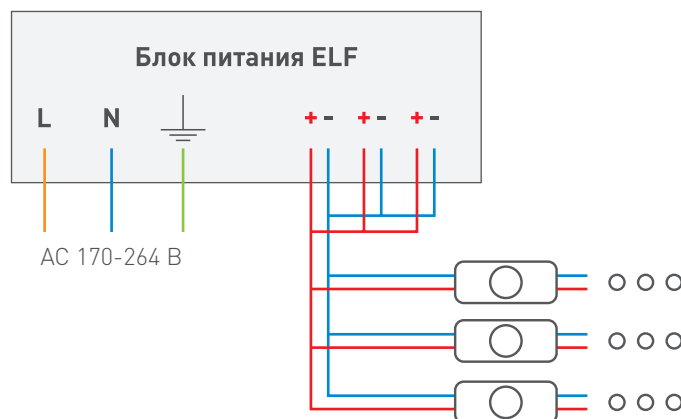 Блок питания ELF
L N + - + - + -
AC 170-264 В